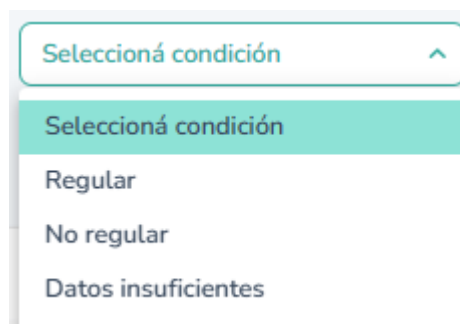 Seleccioná condición
Seleccioná condición
Regular
No regular
Datos insuficientes